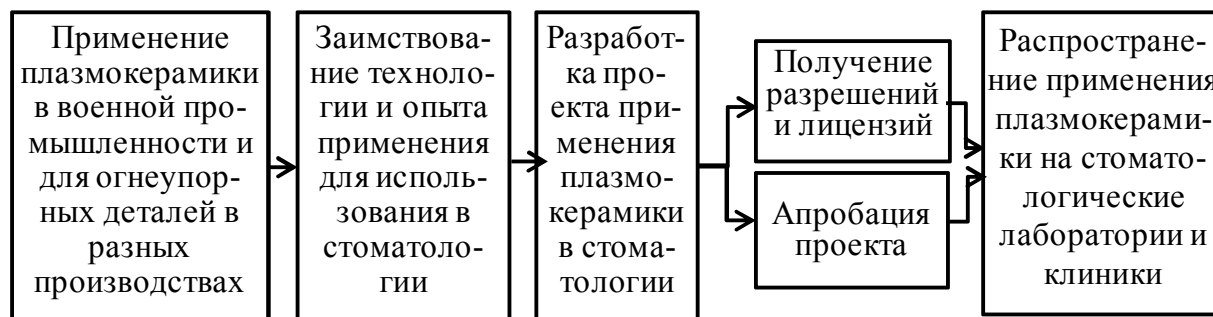 Применение
плазмокерамики
в военной про-
мышленности и
для огнеупор-
ных деталей в
разных
производствах
Заимствова-
ние техноло-
гии и опыта
применения
для исполь-
зования в
стоматоло-
гии
Разработ-
ка про-
екта при-
менения
плазмо-
керамики
в стома-
тологии
Получение
разрешений
и лицензий
Апробация
проекта
Распростране-
ние применения
плазмокерами-
ки на стомато-
логические
лаборатории и
клиники